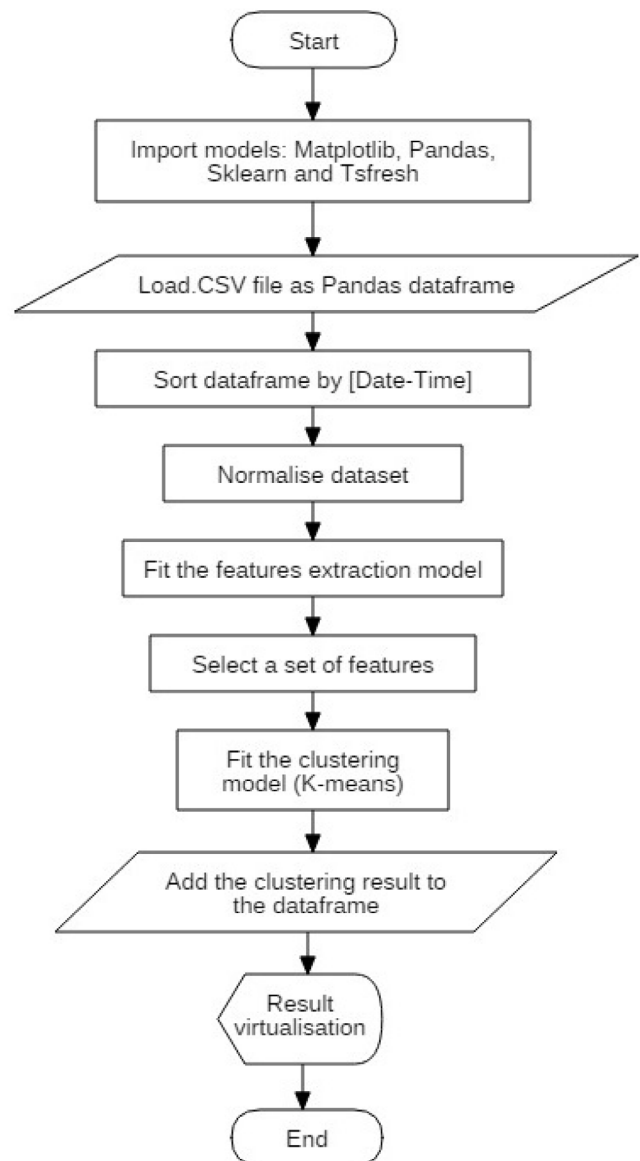 Start
Import models: Matplotlib, Pandas,
Sklearn and Tsfresh
Load.CSV file as Pandas dataframe
Sort dataframe by [Date-Time]
Normalise dataset
Fit the features extraction model
Select a set of features
Fit the clustering
model (K-means)
Add the clustering result to
the dataframe
Result
virtualisation
End